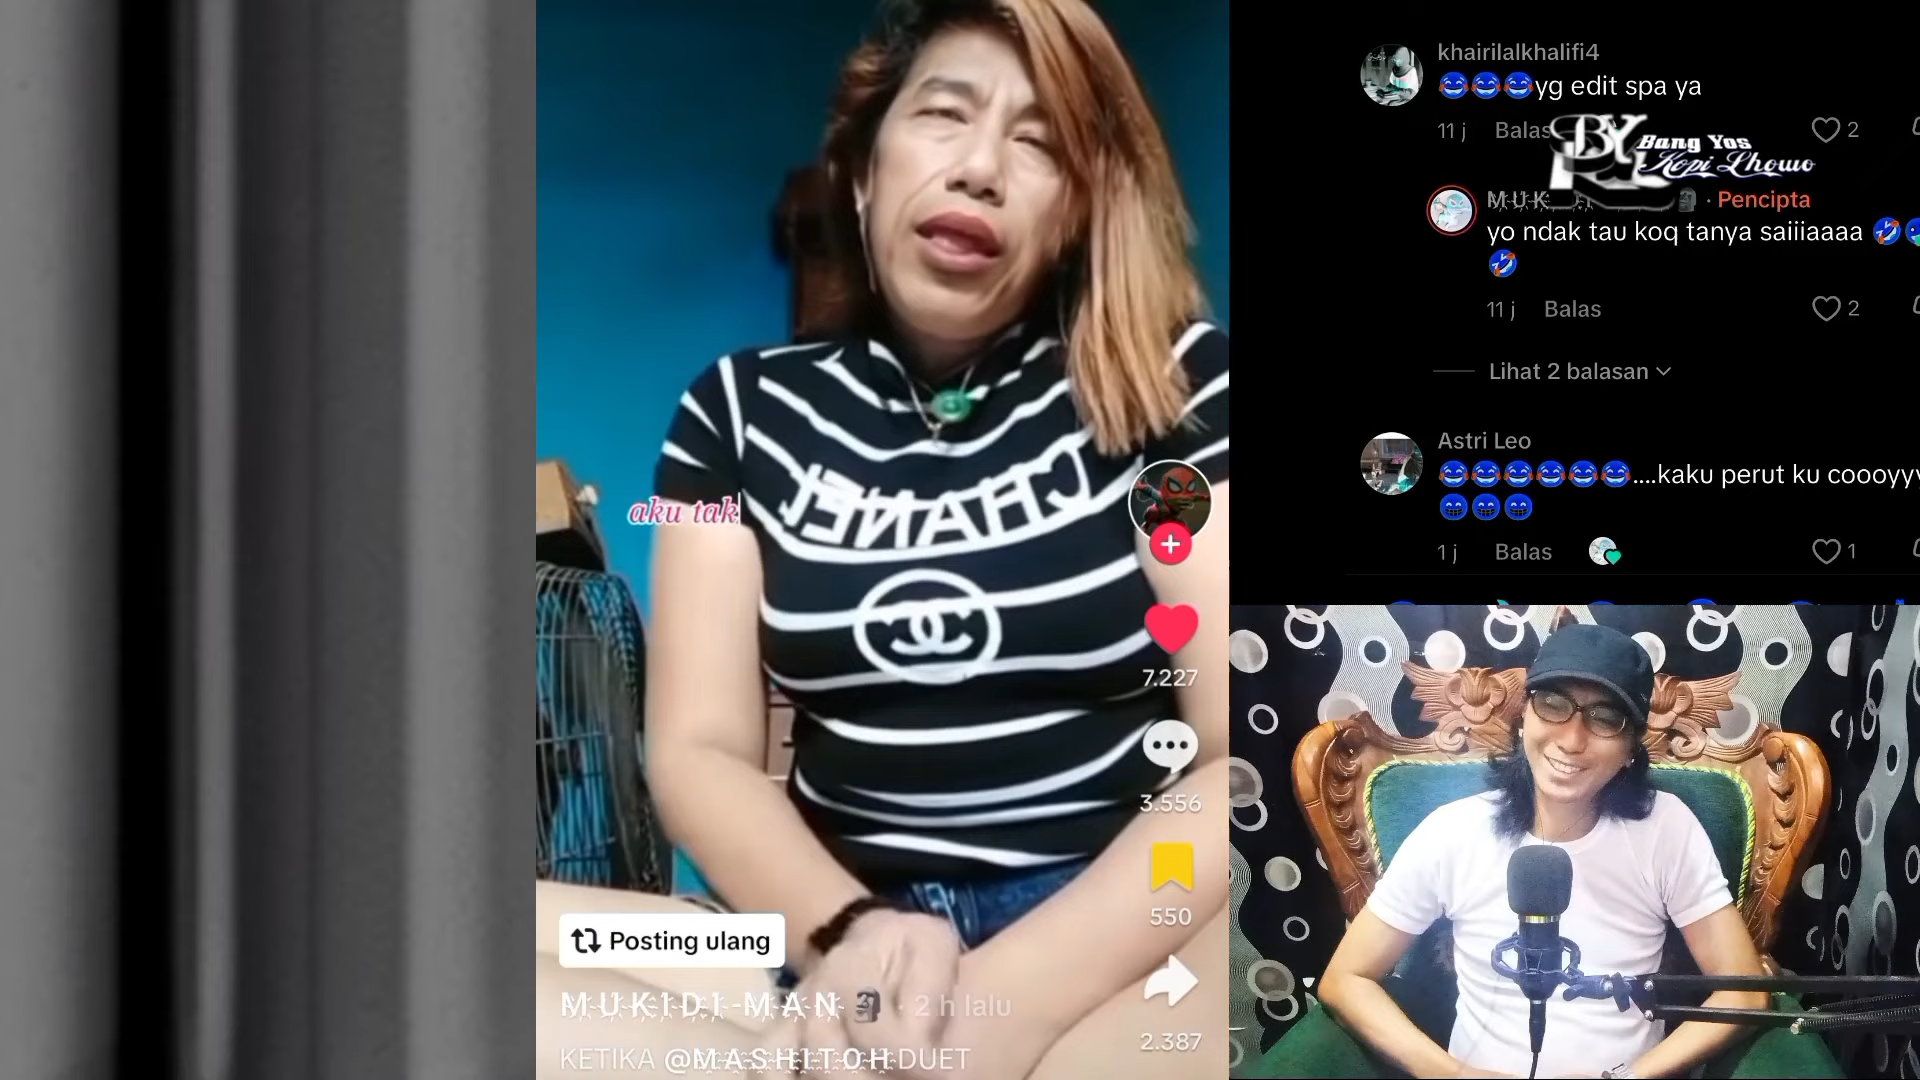 aku tak
CHANEL
7.227
3.556
550
2.387
Posting ulang
M U K I D I - M A N 🗿 · 2 h lalu
KETIKA @M A S H I T O H DUET
khairilalkhalifi4
😂😂😂yg edit spa ya
11 j Balas
2
BY
Bang Yos
Kopi Lhowo
M U K · Pencipta
yo ndak tau koq tanya saiiiaaaa 🤣
🤣
11 j Balas
2
Lihat 2 balasan
Astri Leo
😂😂😂😂😂😂....kaku perut ku coooyyy
😁😁😁
1 j Balas
1